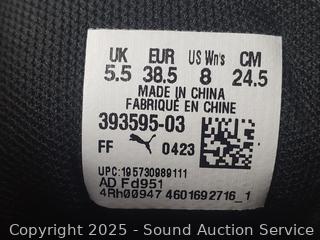 UK EUR US Wn's CM
5.5 38.5 8 24.5
MADE IN CHINA
FABRIQUÉ EN CHINE
393595-03
FF 0423
UPC:195730989111
AD Fd951
4Rh00947 4601692716_1
Copyright 2025 - Sound Auction Service